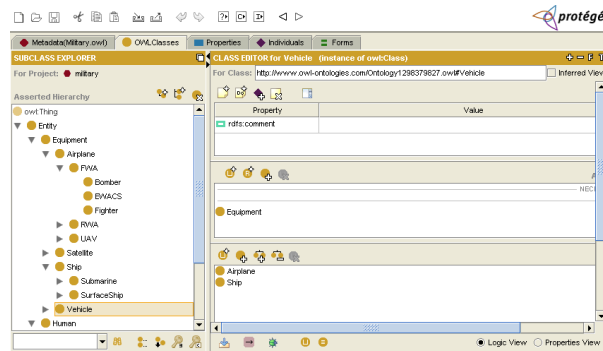 protégé
Metadata(Military.owl) OWLClasses Properties Individuals Forms
SUBCLASS EXPLORER
CLASS EDITOR for Vehicle (instance of owl:Class)
For Project: military
For Class: http://www.owl-ontologies.com/Ontology1298379827.owl#Vehicle Inferred View
Asserted Hierarchy
Property Value
owl:Thing
rdfs:comment
Entity
Equipment
Airplane
FWA
Bomber
EWACS
Fighter
RWA
UAV
Satellite
Ship
Submarine
SurfaceShip
Vehicle
Human
NEC
Equipment
Airplane
Ship
Logic View Properties View